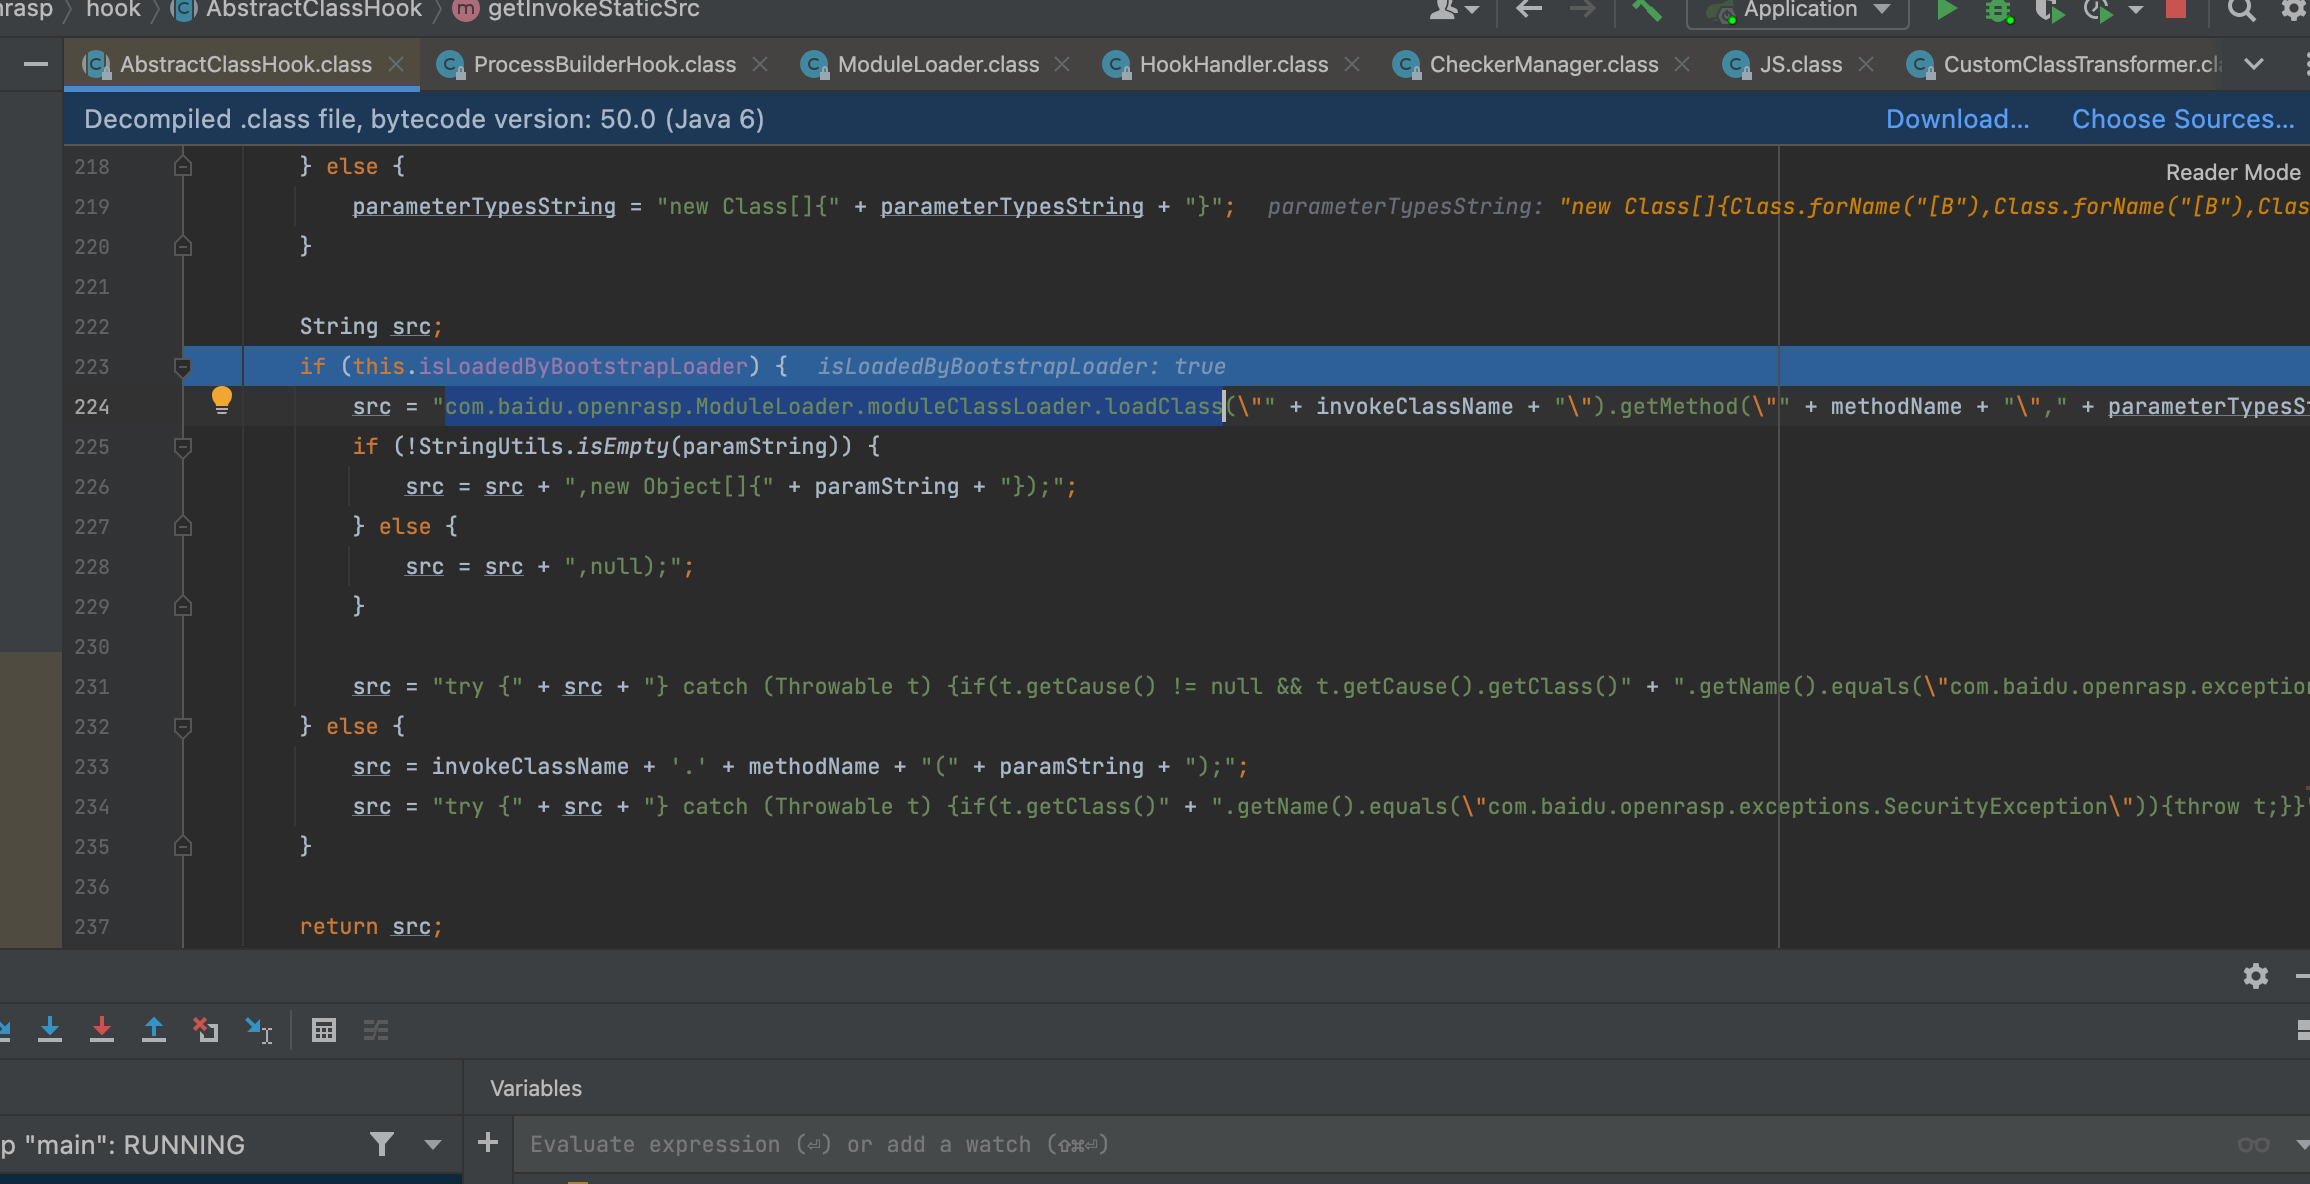 hook AbstractClassHook getInvokeStaticSrc Application
AbstractClassHook.class ProcessBuilderHook.class ModuleLoader.class HookHandler.class CheckerManager.class JS.class CustomClassTransformer.cl
Decompiled .class file, bytecode version: 50.0 (Java 6) Download... Choose Sources...
Reader Mode
218 } else {
219 parameterTypesString = "new Class[]{" + parameterTypesString + "}"; parameterTypesString: "new Class[]{Class.forName("[B"),Class.forName("[B"),Clas
220 }
221
222 String src;
223 if (this.isLoadedByBootstrapLoader) { isLoadedByBootstrapLoader: true
224 src = "com.baidu.openrasp.ModuleLoader.moduleClassLoader.loadClass(\"" + invokeClassName + "\").getMethod(\"" + methodName + "\"," + parameterTypesS
225 if (!StringUtils.isEmpty(paramString)) {
226 src = src + ",new Object[]{" + paramString + "});";
227 } else {
228 src = src + ",null);";
229 }
230
231 src = "try {" + src + "} catch (Throwable t) {if(t.getCause() != null && t.getCause().getClass()" + ".getName().equals(\"com.baidu.openrasp.exception
232 } else {
233 src = invokeClassName + '.' + methodName + "(" + paramString + ");";
234 src = "try {" + src + "} catch (Throwable t) {if(t.getClass()" + ".getName().equals(\"com.baidu.openrasp.exceptions.SecurityException\")){throw t;}}"
235 }
236
237 return src;
Variables
p "main": RUNNING
Evaluate expression (⏎) or add a watch (⇧⌘⏎)